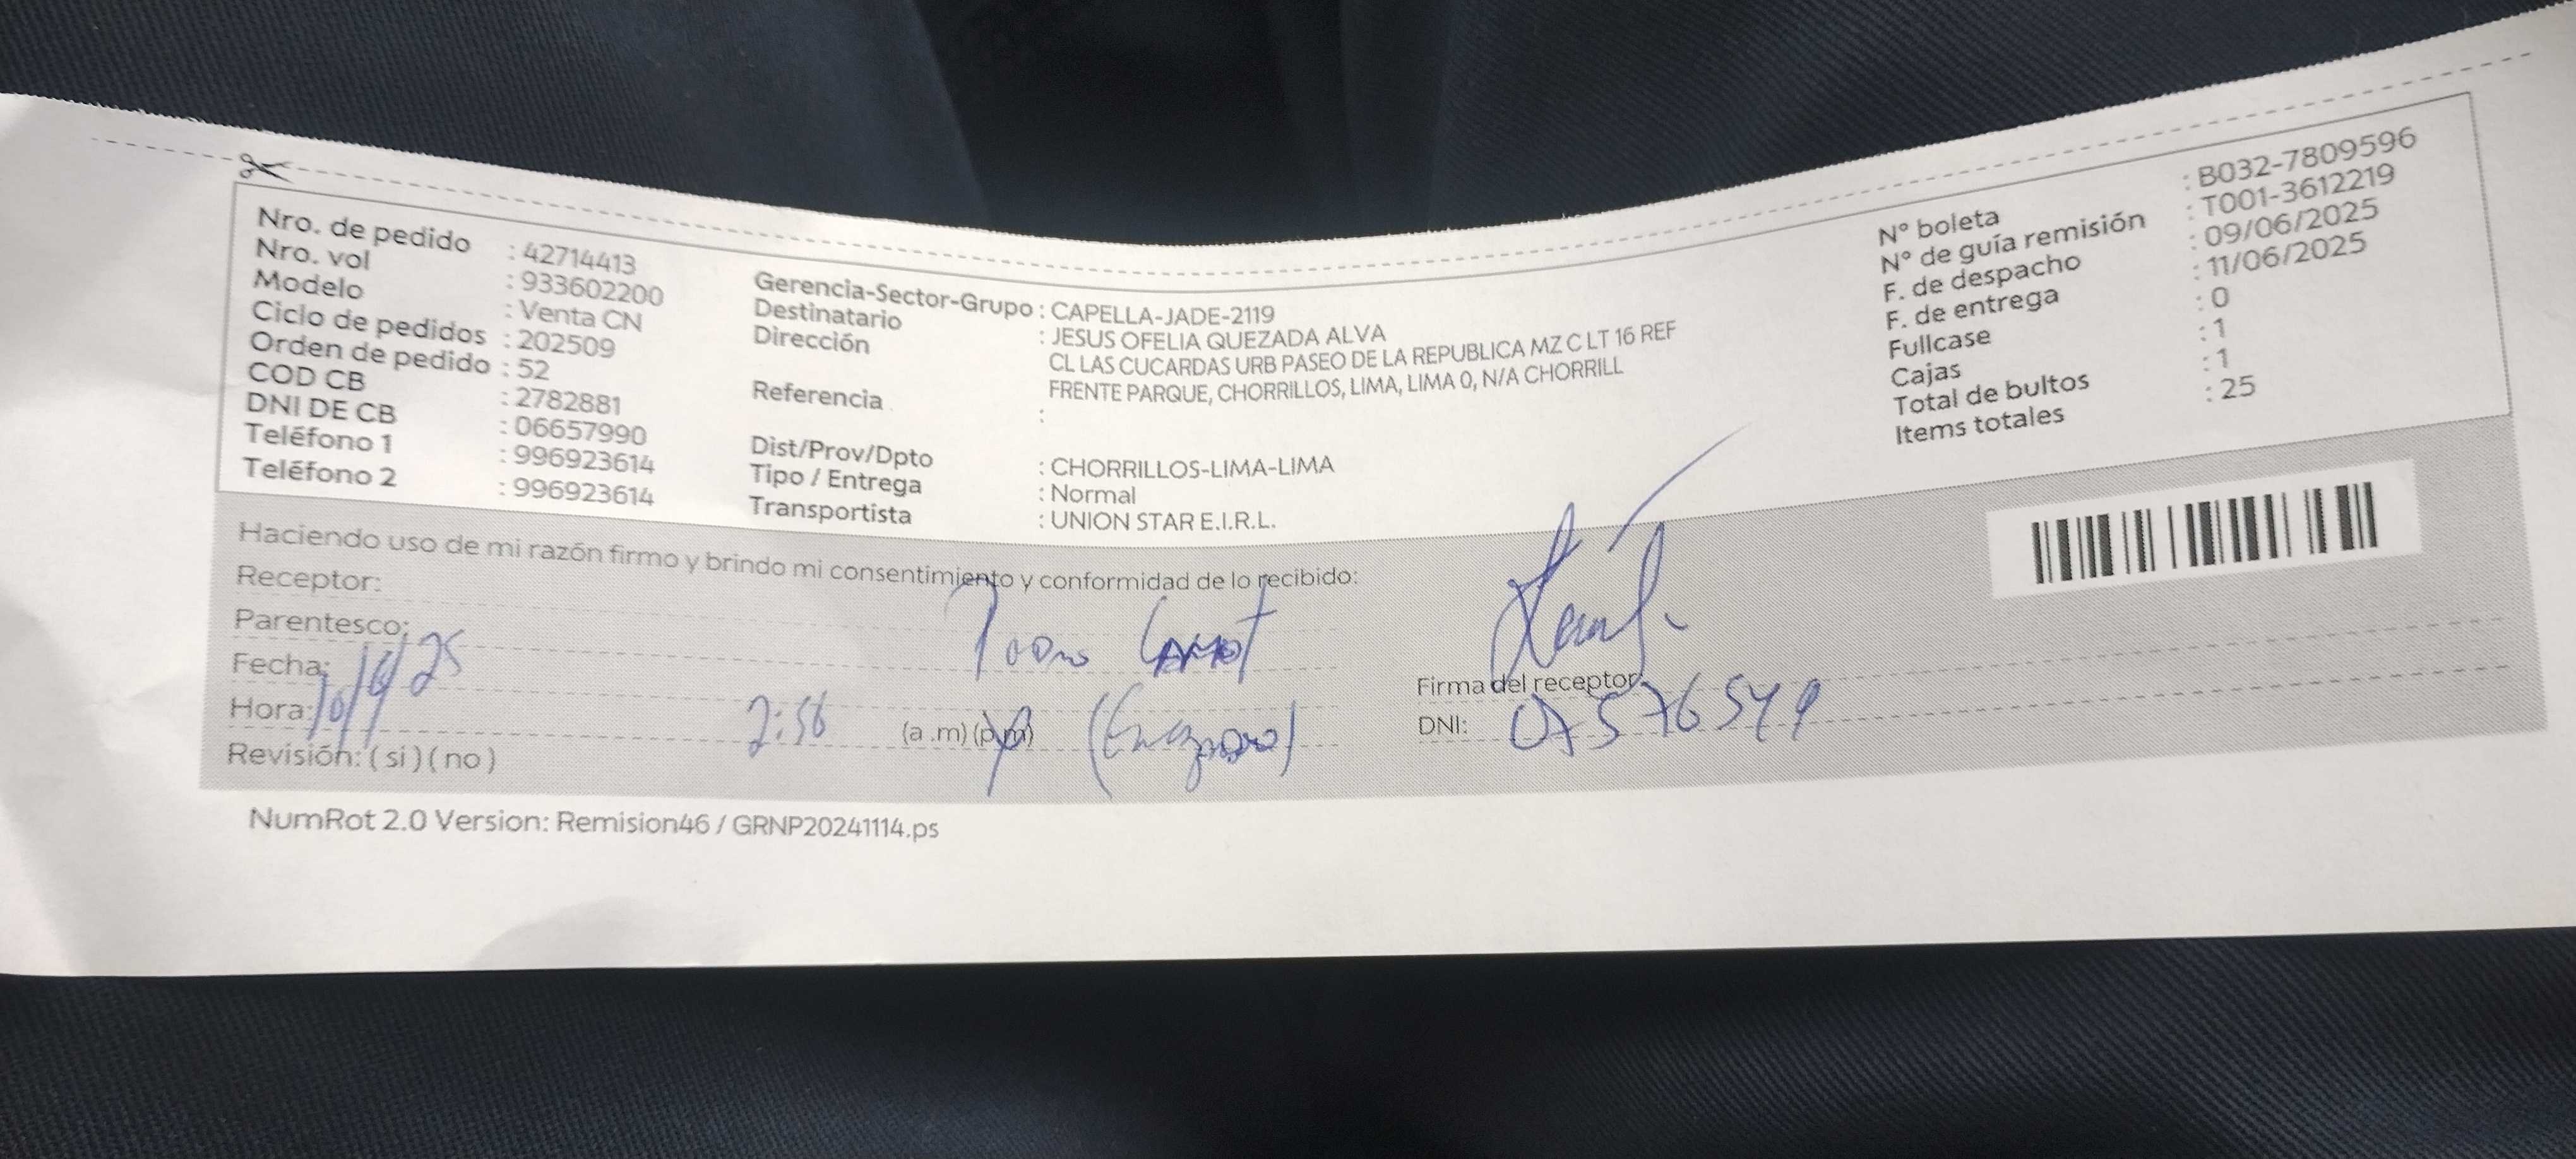 Nro. de pedido : 42714413
Nro. vol : 933602200
Modelo : Venta CN
Ciclo de pedidos : 202509
Orden de pedido : 52
COD CB : 2782881
DNI DE CB : 06657990
Teléfono 1 : 996923614
Teléfono 2 : 996923614
Gerencia-Sector-Grupo : CAPELLA-JADE-2119
Destinatario : JESUS OFELIA QUEZADA ALVA
Dirección CL LAS CUCARDAS URB PASEO DE LA REPUBLICA MZ C LT 16 REF
FRENTE PARQUE, CHORRILLOS, LIMA, LIMA 0, N/A CHORRILL
Referencia :
Dist/Prov/Dpto : CHORRILLOS-LIMA-LIMA
Tipo / Entrega : Normal
Transportista : UNION STAR E.I.R.L.
N° boleta : B032-7809596
N° de guía remisión : T001-3612219
F. de despacho : 09/06/2025
F. de entrega : 11/06/2025
Fullcase : 0
Cajas : 1
Total de bultos : 1
Items totales : 25
Haciendo uso de mi razón firmo y brindo mi consentimiento y conformidad de lo recibido:
Receptor:
Parentesco:
Fecha: 10/6/25
Hora: 2:56 (a .m) (p.m)
Revisión: ( si ) ( no )
Firma del receptor
DNI: 07576549
NumRot 2.0 Version: Remision46 / GRNP20241114.ps